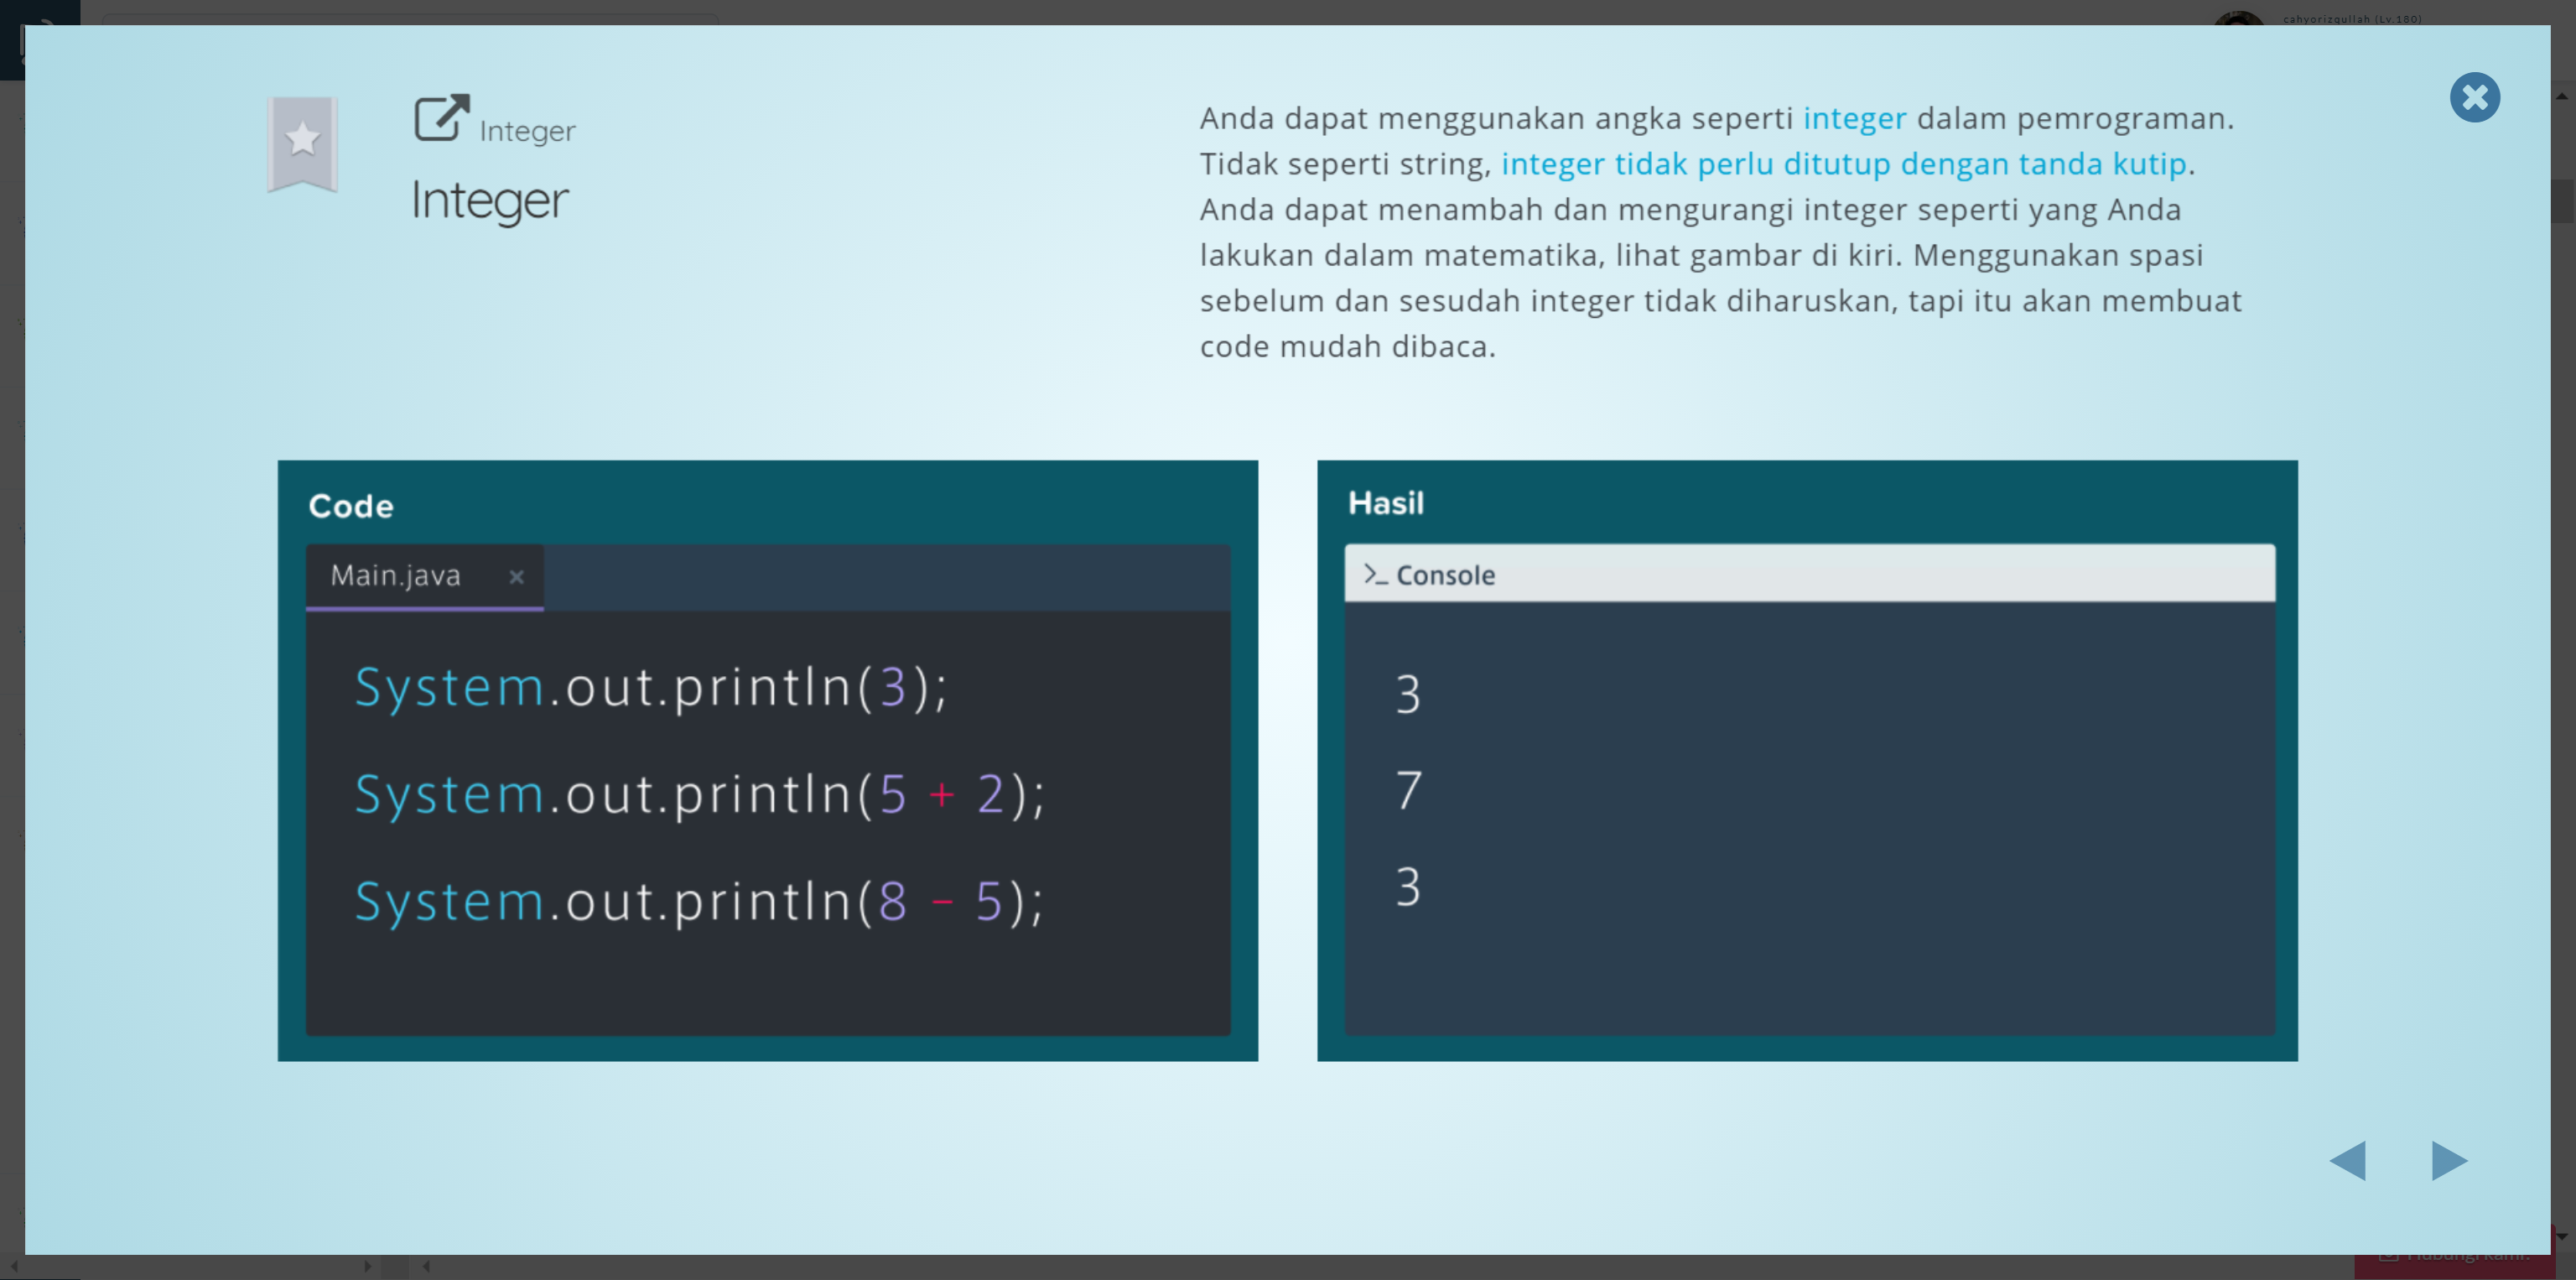 cahyorizqullah (Lv.180)
Integer
Integer
Anda dapat menggunakan angka seperti integer dalam pemrograman.
Tidak seperti string, integer tidak perlu ditutup dengan tanda kutip.
Anda dapat menambah dan mengurangi integer seperti yang Anda
lakukan dalam matematika, lihat gambar di kiri. Menggunakan spasi
sebelum dan sesudah integer tidak diharuskan, tapi itu akan membuat
code mudah dibaca.
Code
Main.java ×
System.out.println(3);
System.out.println(5 + 2);
System.out.println(8 - 5);
Hasil
>_ Console
3
7
3